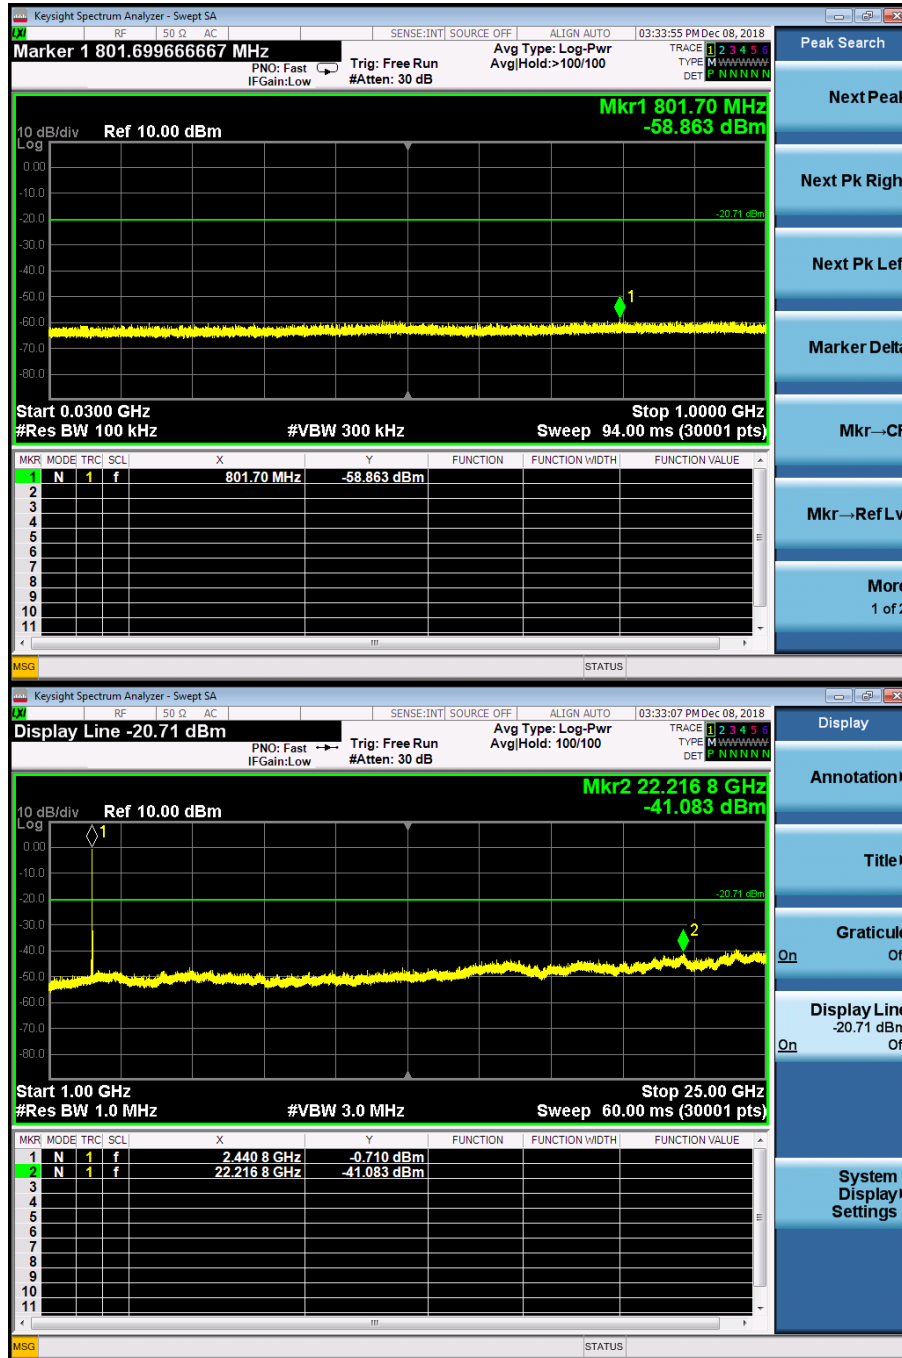 Keysight Spectrum Analyzer - Swept SA
LXI RF 50 Ω AC SENSE:INT SOURCE OFF ALIGN AUTO 03:33:55 PM Dec 08, 2018
Marker 1 801.699666667 MHz
PNO: Fast
IFGain:Low
Trig: Free Run
#Atten: 30 dB
Avg Type: Log-Pwr
Avg|Hold:>100/100
TRACE 1 2 3 4 5 6
TYPE M WWWWW
DET P N N N N N
Peak Search
Next Peak
Next Pk Righ
Next Pk Lef
Marker Delta
Mkr→CF
Mkr→Ref Lv
More
1 of 2
Mkr1 801.70 MHz
-58.863 dBm
10 dB/div Ref 10.00 dBm
Log
0.00
-10.0
-20.0
-30.0
-40.0
-50.0
-60.0
-70.0
-80.0
-20.71 dBm
1
Start 0.0300 GHz Stop 1.0000 GHz
#Res BW 100 kHz #VBW 300 kHz Sweep 94.00 ms (30001 pts)
MKR MODE TRC SCL X Y FUNCTION FUNCTION WIDTH FUNCTION VALUE
1 N 1 f 801.70 MHz -58.863 dBm
2
3
4
5
6
7
8
9
10
11
MSG STATUS
Keysight Spectrum Analyzer - Swept SA
LXI RF 50 Ω AC SENSE:INT SOURCE OFF ALIGN AUTO 03:33:07 PM Dec 08, 2018
Display Line -20.71 dBm
PNO: Fast
IFGain:Low
Trig: Free Run
#Atten: 30 dB
Avg Type: Log-Pwr
Avg|Hold: 100/100
TRACE 1 2 3 4 5 6
TYPE M WWWWW
DET P N N N N N
Display
Annotation
Title
Graticule
On Of
Display Line
-20.71 dBm
On Of
System
Display
Settings
Mkr2 22.216 8 GHz
-41.083 dBm
10 dB/div Ref 10.00 dBm
Log
0.00
-10.0
-20.0
-30.0
-40.0
-50.0
-60.0
-70.0
-80.0
-20.71 dBm
1
2
Start 1.00 GHz Stop 25.00 GHz
#Res BW 1.0 MHz #VBW 3.0 MHz Sweep 60.00 ms (30001 pts)
MKR MODE TRC SCL X Y FUNCTION FUNCTION WIDTH FUNCTION VALUE
1 N 1 f 2.440 8 GHz -0.710 dBm
2 N 1 f 22.216 8 GHz -41.083 dBm
3
4
5
6
7
8
9
10
11
MSG STATUS